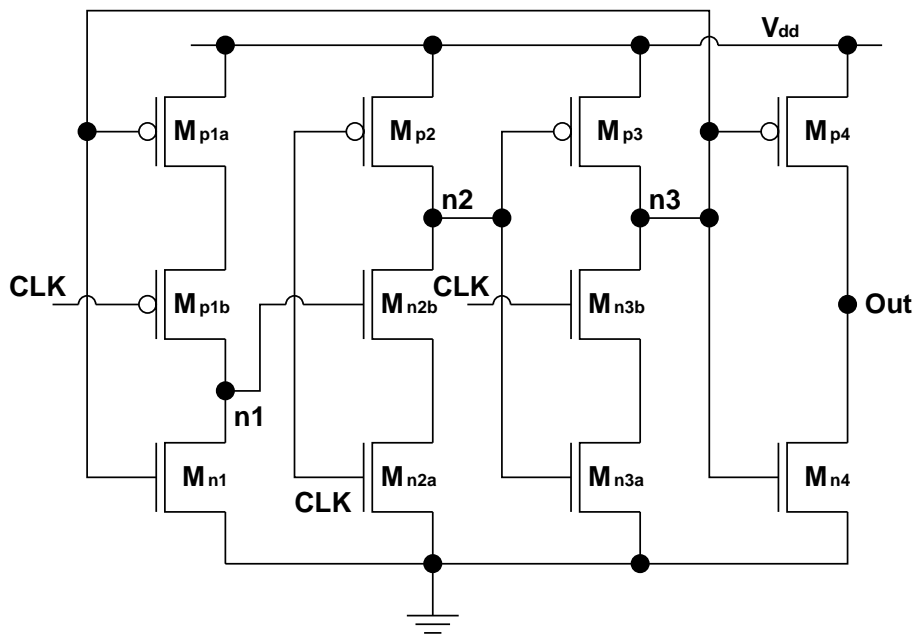 Vdd
Mp1a
Mp2
Mp3
Mp4
n2
n3
CLK
Mp1b
Mn2b
CLK
Mn3b
Out
n1
Mn1
Mn2a
Mn3a
Mn4
CLK